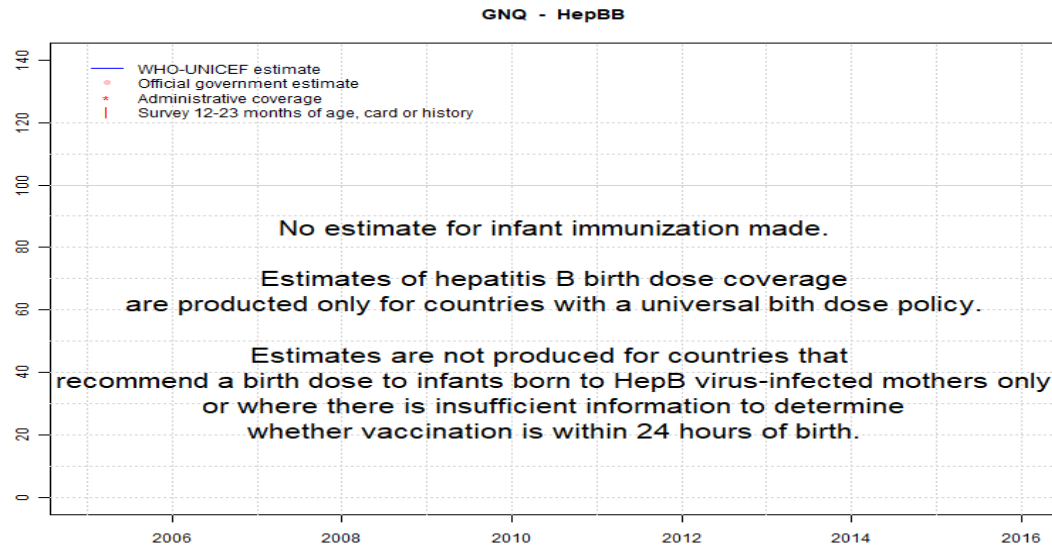 GNQ - HepBB
140
120
100
80
60
40
20
0
WHO-UNICEF estimate
Official government estimate
Administrative coverage
Survey 12-23 months of age, card or history
No estimate for infant immunization made.
Estimates of hepatitis B birth dose coverage
are producted only for countries with a universal bith dose policy.
Estimates are not produced for countries that
recommend a birth dose to infants born to HepB virus-infected mothers only
or where there is insufficient information to determine
whether vaccination is within 24 hours of birth.
2006 2008 2010 2012 2014 2016